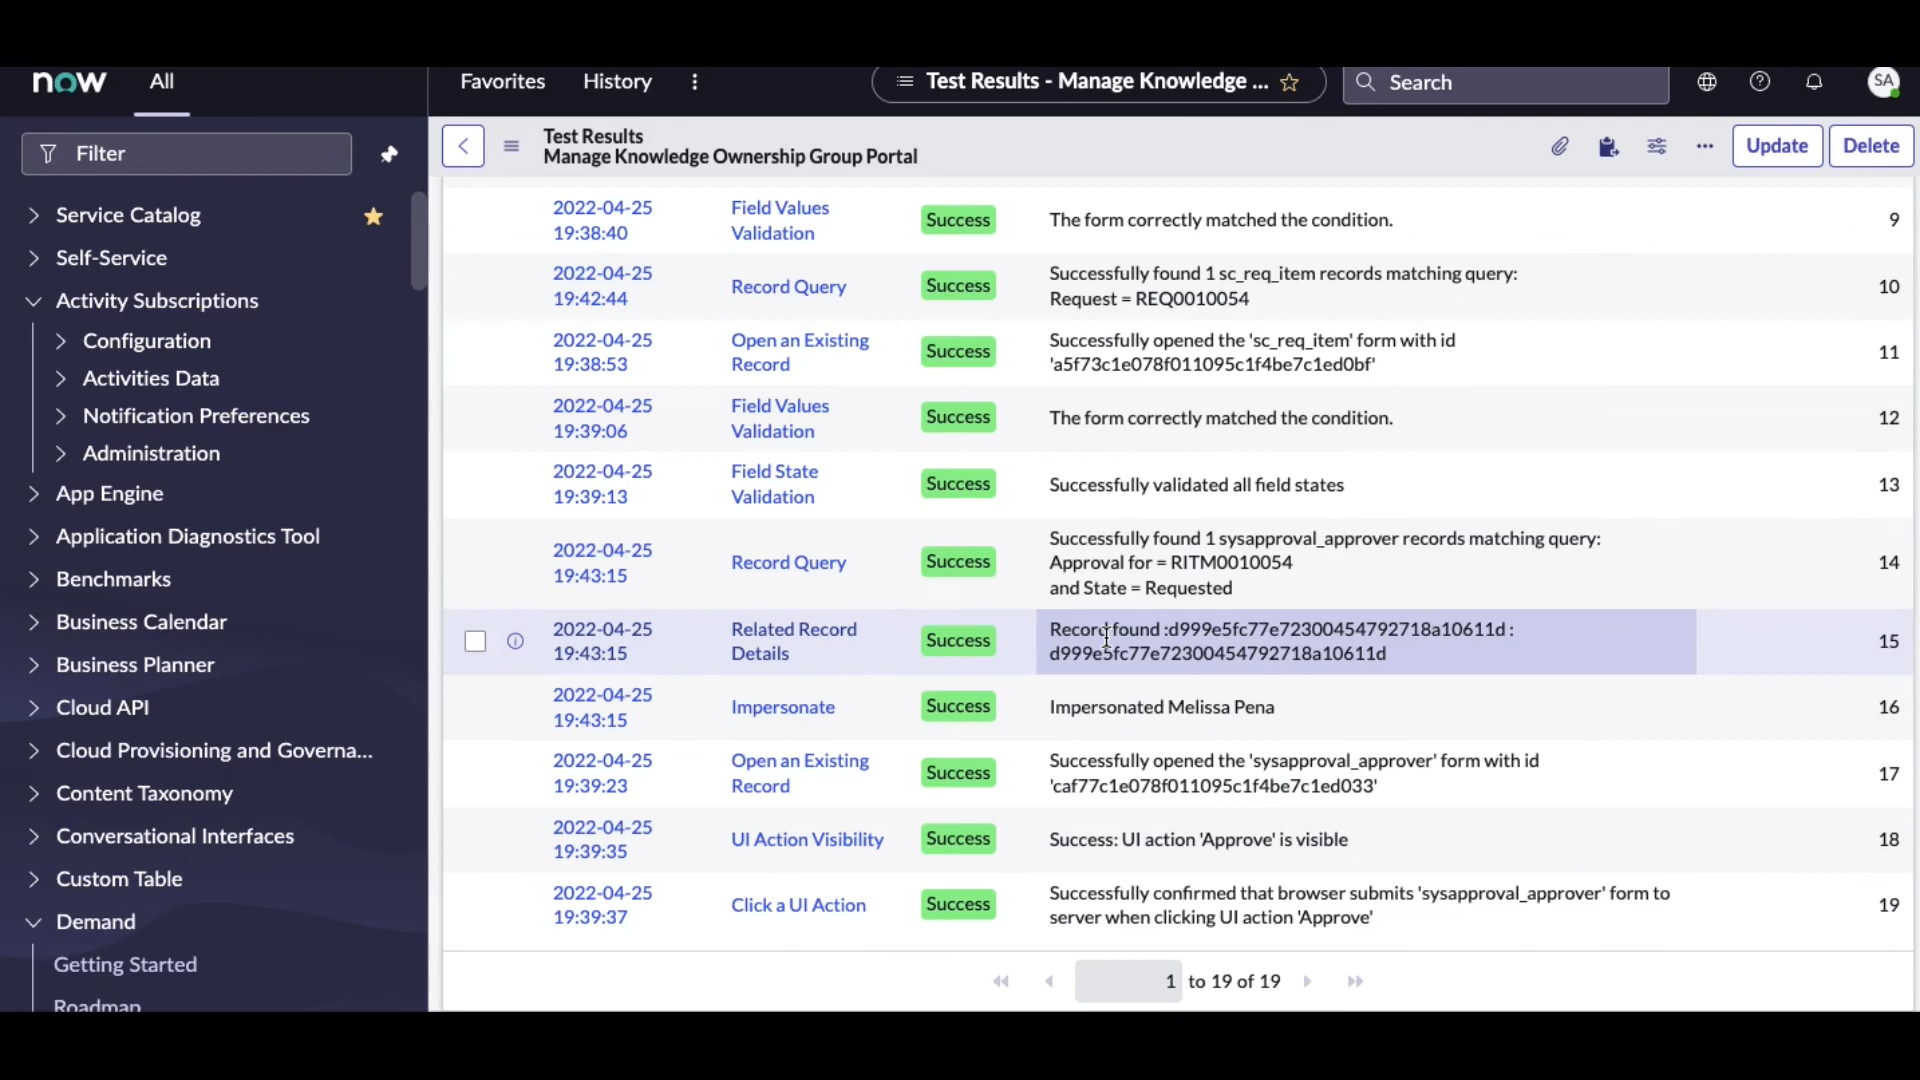 now
All
Favorites
History
Test Results - Manage Knowledge ...
Search
SA
Filter
Test Results
Manage Knowledge Ownership Group Portal
Update
Delete
Service Catalog
Self-Service
Activity Subscriptions
Configuration
Activities Data
Notification Preferences
Administration
App Engine
Application Diagnostics Tool
Benchmarks
Business Calendar
Business Planner
Cloud API
Cloud Provisioning and Governa...
Content Taxonomy
Conversational Interfaces
Custom Table
Demand
Getting Started
Roadmap
2022-04-25
19:38:40
Field Values
Validation
Success
The form correctly matched the condition.
9
2022-04-25
19:42:44
Record Query
Success
Successfully found 1 sc_req_item records matching query:
Request = REQ0010054
10
2022-04-25
19:38:53
Open an Existing
Record
Success
Successfully opened the 'sc_req_item' form with id
'a5f73c1e078f011095c1f4be7c1ed0bf'
11
2022-04-25
19:39:06
Field Values
Validation
Success
The form correctly matched the condition.
12
2022-04-25
19:39:13
Field State
Validation
Success
Successfully validated all field states
13
2022-04-25
19:43:15
Record Query
Success
Successfully found 1 sysapproval_approver records matching query:
Approval for = RITM0010054
and State = Requested
14
2022-04-25
19:43:15
Related Record
Details
Success
Record found :d999e5fc77e72300454792718a10611d :
d999e5fc77e72300454792718a10611d
15
2022-04-25
19:43:15
Impersonate
Success
Impersonated Melissa Pena
16
2022-04-25
19:39:23
Open an Existing
Record
Success
Successfully opened the 'sysapproval_approver' form with id
'caf77c1e078f011095c1f4be7c1ed033'
17
2022-04-25
19:39:35
UI Action Visibility
Success
Success: UI action 'Approve' is visible
18
2022-04-25
19:39:37
Click a UI Action
Success
Successfully confirmed that browser submits 'sysapproval_approver' form to
server when clicking UI action 'Approve'
19
1 to 19 of 19